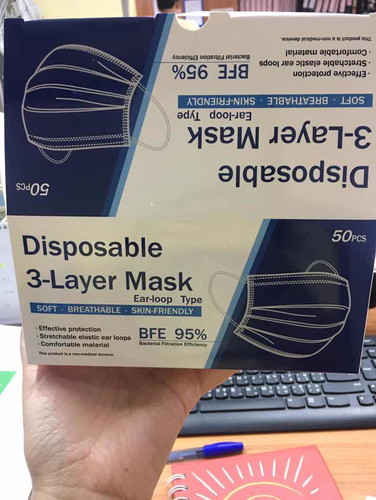 Disposable
3-Layer Mask
Ear-loop Type
SOFT · BREATHABLE · SKIN-FRIENDLY
· Effective protection
· Stretchable elastic ear loops
· Comfortable material
This product is a non-medical devices.
BFE 95%
Bacterial Filtration Efficiency
50PCS
50PCS
Disposable
3-Layer Mask
Ear-loop Type
SOFT · BREATHABLE · SKIN-FRIENDLY
· Effective protection
· Stretchable elastic ear loops
· Comfortable material
This product is a non-medical devices.
BFE 95%
Bacterial Filtration Efficiency